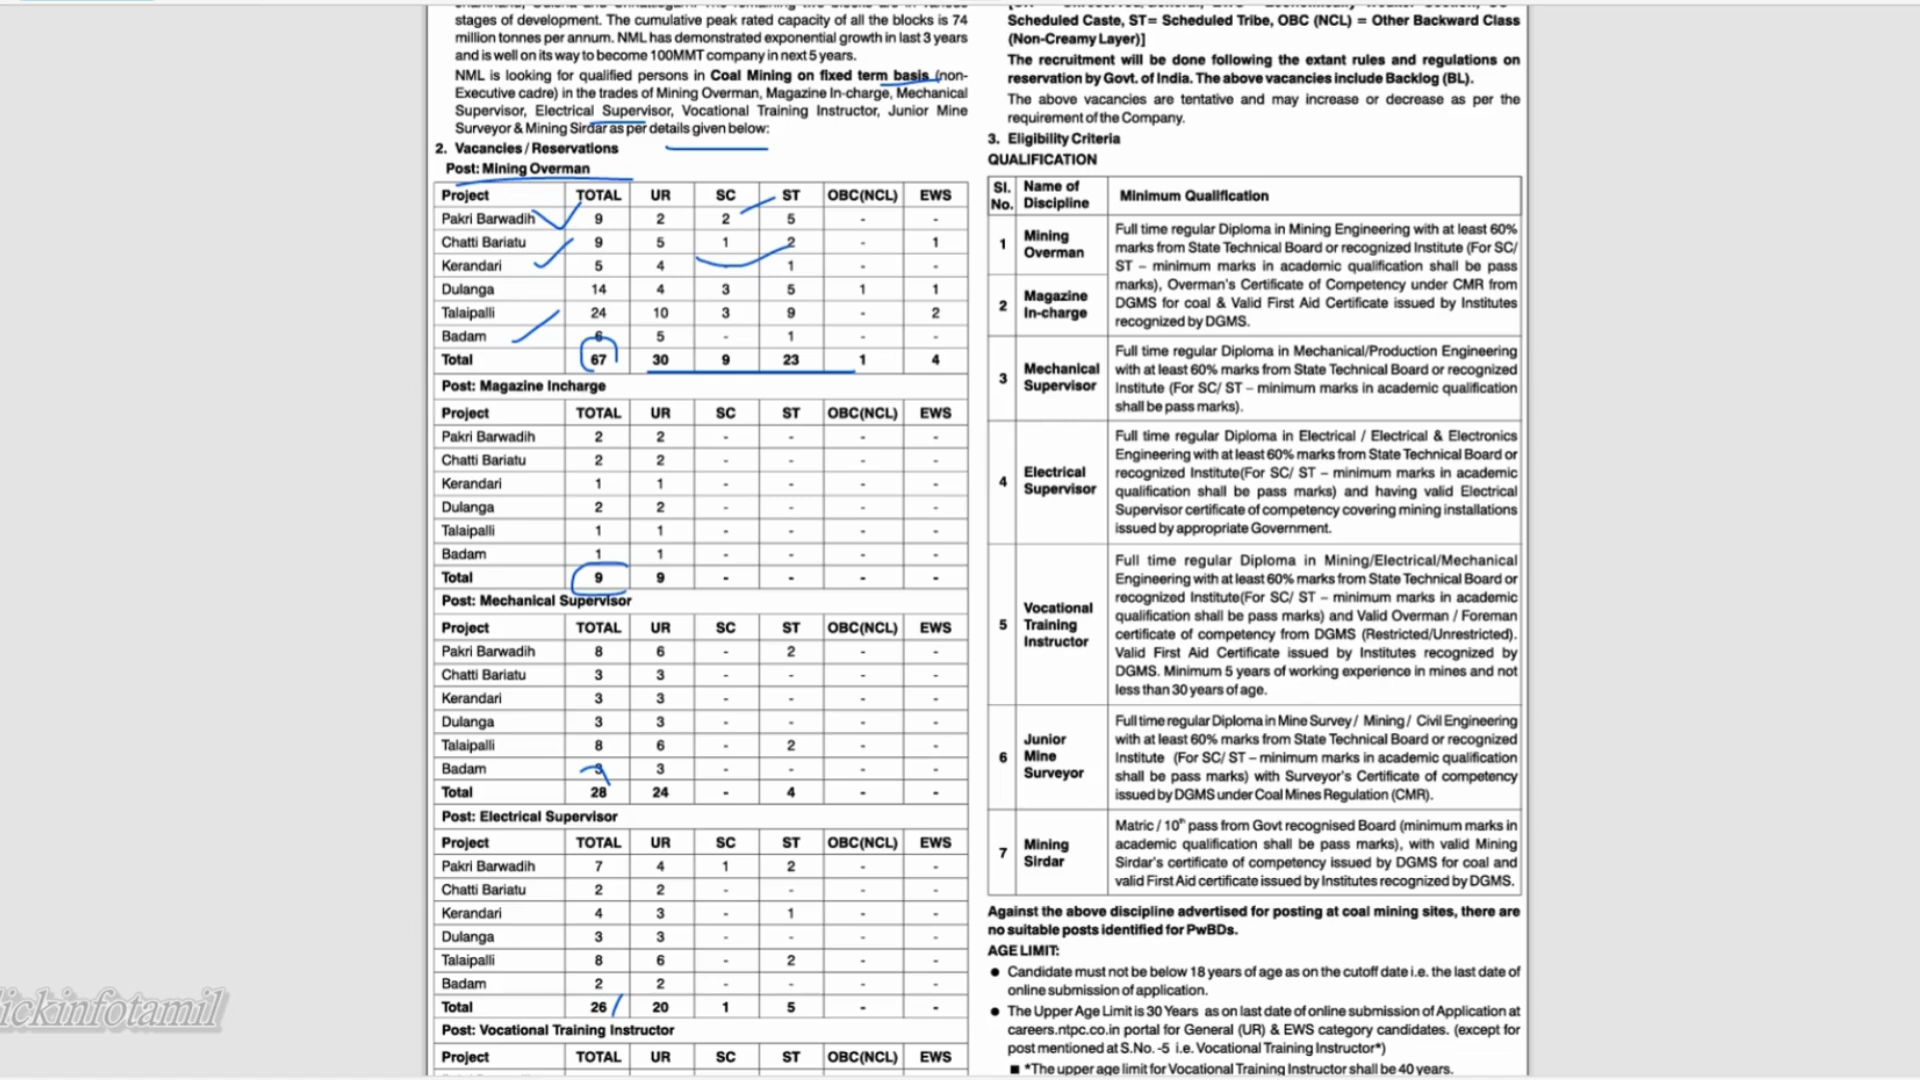 stages of development. The cumulative peak rated capacity of all the blocks is 74
million tonnes per annum. NML has demonstrated exponential growth in last 3 years
and is well on its way to become 100MMT company in next 5 years.
NML is looking for qualified persons in Coal Mining on fixed term basis (non-
Executive cadre) in the trades of Mining Overman, Magazine In-charge, Mechanical
Supervisor, Electrical Supervisor, Vocational Training Instructor, Junior Mine
Surveyor & Mining Sirdar as per details given below:
2. Vacancies / Reservations
Post: Mining Overman
Project TOTAL UR SC ST OBC(NCL) EWS
Pakri Barwadih 9 2 2 5 - -
Chatti Bariatu 9 5 1 2 - 1
Kerandari 5 4 1 - -
Dulanga 14 4 3 5 1 1
Talaipalli 24 10 3 9 - 2
Badam 6 5 - 1 - -
Total 67 30 9 23 1 4
Post: Magazine Incharge
Project TOTAL UR SC ST OBC(NCL) EWS
Pakri Barwadih 2 2 - - - -
Chatti Bariatu 2 2 - - - -
Kerandari 1 1 - - - -
Dulanga 2 2 - - - -
Talaipalli 1 1 - - - -
Badam 1 1 - - - -
Total 9 9 - - - -
Post: Mechanical Supervisor
Project TOTAL UR SC ST OBC(NCL) EWS
Pakri Barwadih 8 6 - 2 - -
Chatti Bariatu 3 3 - - - -
Kerandari 3 3 - - - -
Dulanga 3 3 - - - -
Talaipalli 8 6 - 2 - -
Badam 3 3 - - - -
Total 28 24 - 4 - -
Post: Electrical Supervisor
Project TOTAL UR SC ST OBC(NCL) EWS
Pakri Barwadih 7 4 1 2 - -
Chatti Bariatu 2 2 - - - -
Kerandari 4 3 - 1 - -
Dulanga 3 3 - - - -
Talaipalli 8 6 - 2 - -
Badam 2 2 - - - -
Total 26 20 1 5 - -
Post: Vocational Training Instructor
Project TOTAL UR SC ST OBC(NCL) EWS
Scheduled Caste, ST= Scheduled Tribe, OBC (NCL) = Other Backward Class
(Non-Creamy Layer)]
The recruitment will be done following the extant rules and regulations on
reservation by Govt. of India. The above vacancies include Backlog (BL).
The above vacancies are tentative and may increase or decrease as per the
requirement of the Company.
3. Eligibility Criteria
QUALIFICATION
Sl. No. Name of Discipline Minimum Qualification
1 Mining Overman
2 Magazine In-charge
Full time regular Diploma in Mining Engineering with at least 60%
marks from State Technical Board or recognized Institute (For SC/
ST – minimum marks in academic qualification shall be pass
marks), Overman's Certificate of Competency under CMR from
DGMS for coal & Valid First Aid Certificate issued by Institutes
recognized by DGMS.
3 Mechanical Supervisor
Full time regular Diploma in Mechanical/Production Engineering
with at least 60% marks from State Technical Board or recognized
Institute (For SC/ ST – minimum marks in academic qualification
shall be pass marks).
4 Electrical Supervisor
Full time regular Diploma in Electrical / Electrical & Electronics
Engineering with at least 60% marks from State Technical Board or
recognized Institute(For SC/ ST – minimum marks in academic
qualification shall be pass marks) and having valid Electrical
Supervisor certificate of competency covering mining installations
issued by appropriate Government.
5 Vocational Training Instructor
Full time regular Diploma in Mining/Electrical/Mechanical
Engineering with at least 60% marks from State Technical Board or
recognized Institute(For SC/ ST – minimum marks in academic
qualification shall be pass marks) and Valid Overman / Foreman
certificate of competency from DGMS (Restricted/Unrestricted).
Valid First Aid Certificate issued by Institutes recognized by
DGMS. Minimum 5 years of working experience in mines and not
less than 30 years of age.
6 Junior Mine Surveyor
Full time regular Diploma in Mine Survey / Mining / Civil Engineering
with at least 60% marks from State Technical Board or recognized
Institute (For SC/ ST – minimum marks in academic qualification
shall be pass marks) with Surveyor's Certificate of competency
issued by DGMS under Coal Mines Regulation (CMR).
7 Mining Sirdar
Matric / 10th pass from Govt recognised Board (minimum marks in
academic qualification shall be pass marks), with valid Mining
Sirdar's certificate of competency issued by DGMS for coal and
valid First Aid certificate issued by Institutes recognized by DGMS.
Against the above discipline advertised for posting at coal mining sites, there are
no suitable posts identified for PwBDs.
AGE LIMIT:
● Candidate must not be below 18 years of age as on the cutoff date i.e. the last date of
online submission of application.
● The Upper Age Limit is 30 Years as on last date of online submission of Application at
careers.ntpc.co.in portal for General (UR) & EWS category candidates. (except for
post mentioned at S.No. -5 i.e. Vocational Training Instructor*)
■ *The upper age limit for Vocational Training Instructor shall be 40 years.
ickinfotamil